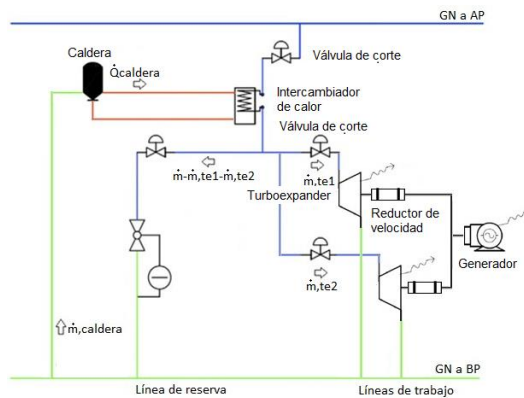 GN a AP
Caldera
Q̇caldera
Válvula de corte
Intercambiador
de calor
Válvula de corte
ṁ-ṁ,te1-ṁ,te2
ṁ,te1
Turboexpander
Reductor de
velocidad
Generador
ṁ,te2
ṁ,caldera
GN a BP
Línea de reserva
Líneas de trabajo